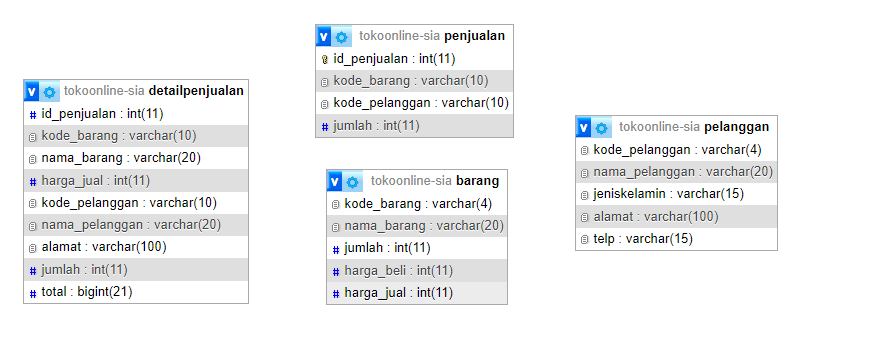 v tokoonline-sia detailpenjualan
# id_penjualan : int(11)
kode_barang : varchar(10)
nama_barang : varchar(20)
# harga_jual : int(11)
kode_pelanggan : varchar(10)
nama_pelanggan : varchar(20)
alamat : varchar(100)
# jumlah : int(11)
# total : bigint(21)
v tokoonline-sia penjualan
id_penjualan : int(11)
kode_barang : varchar(10)
kode_pelanggan : varchar(10)
# jumlah : int(11)
v tokoonline-sia barang
kode_barang : varchar(4)
nama_barang : varchar(20)
# jumlah : int(11)
# harga_beli : int(11)
# harga_jual : int(11)
v tokoonline-sia pelanggan
kode_pelanggan : varchar(4)
nama_pelanggan : varchar(20)
jeniskelamin : varchar(15)
alamat : varchar(100)
telp : varchar(15)